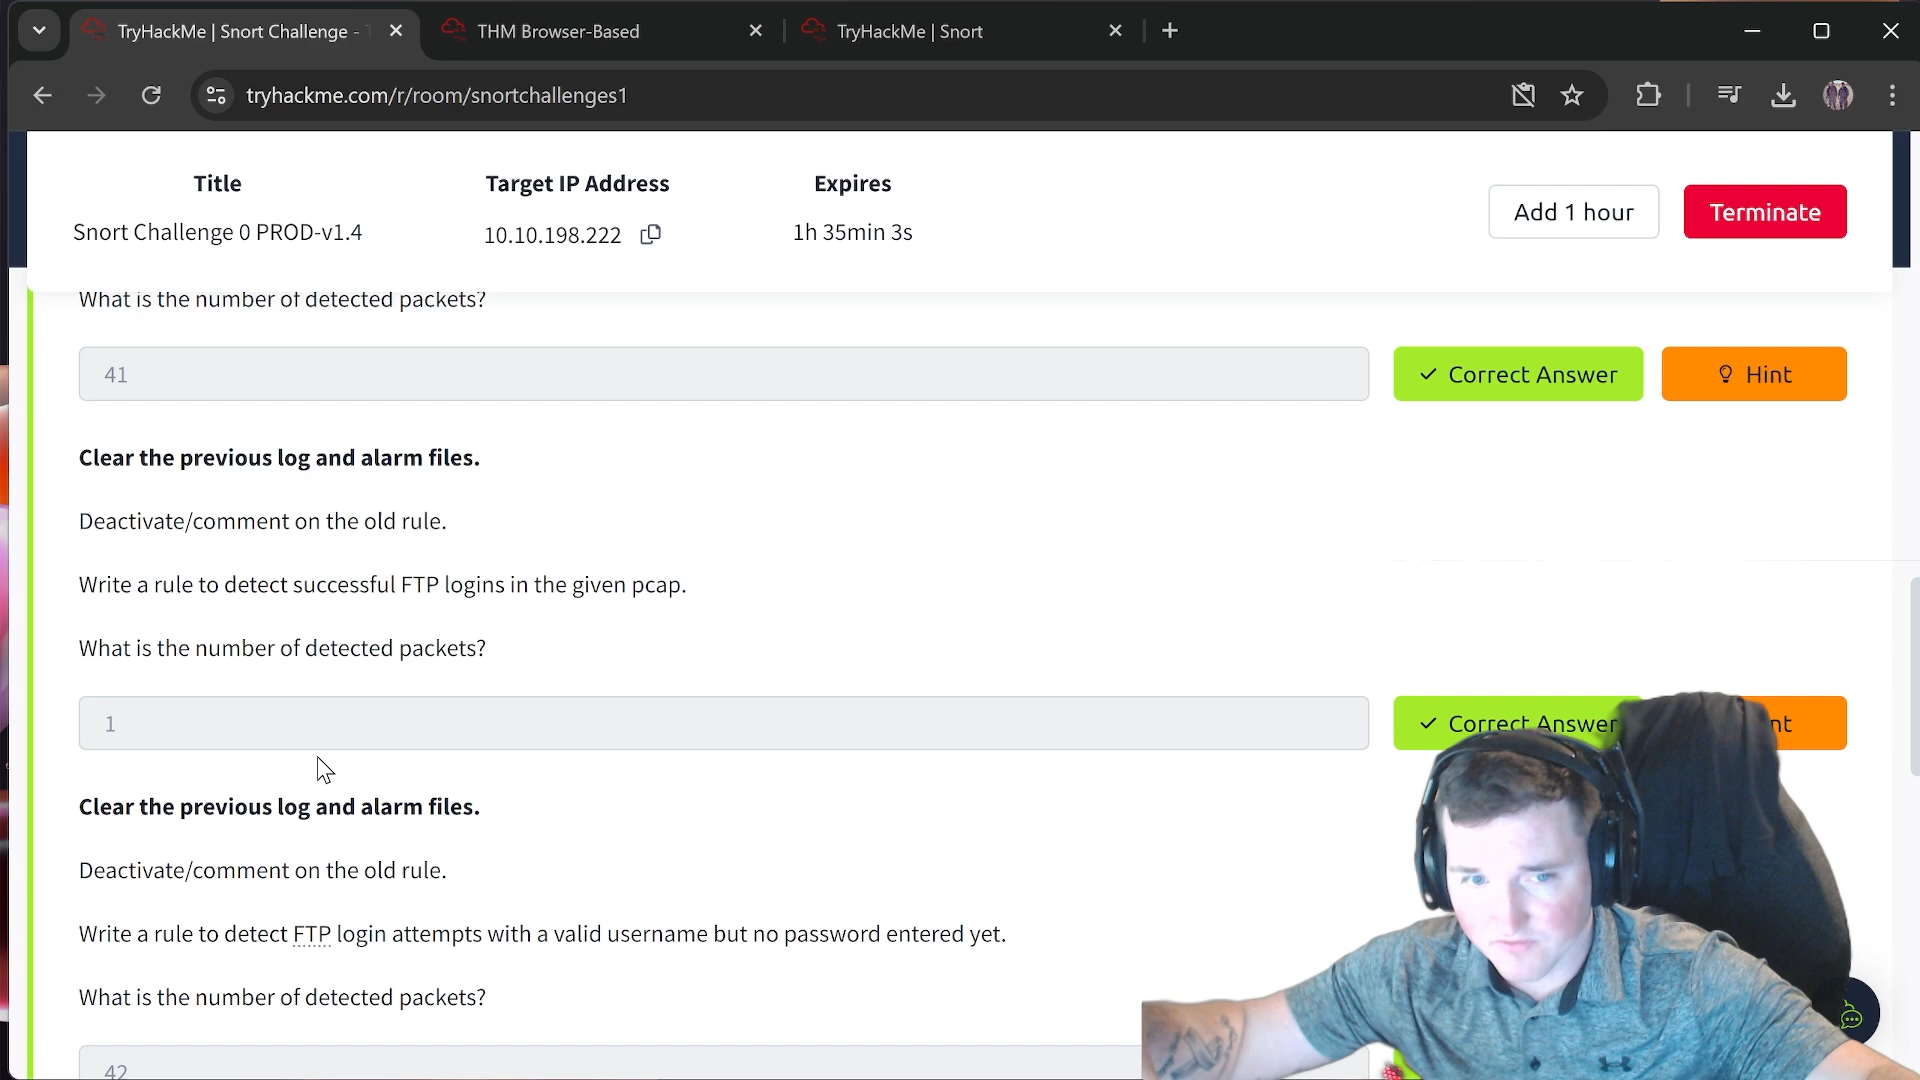 TryHackMe | Snort Challenge -
THM Browser-Based
TryHackMe | Snort
tryhackme.com/r/room/snortchallenges1
Title
Target IP Address
Expires
Snort Challenge 0 PROD-v1.4
10.10.198.222
1h 35min 3s
Add 1 hour
Terminate
What is the number of detected packets?
41
Correct Answer
Hint
Clear the previous log and alarm files.
Deactivate/comment on the old rule.
Write a rule to detect successful FTP logins in the given pcap.
What is the number of detected packets?
1
Correct Answer
nt
Clear the previous log and alarm files.
Deactivate/comment on the old rule.
Write a rule to detect FTP login attempts with a valid username but no password entered yet.
What is the number of detected packets?
42